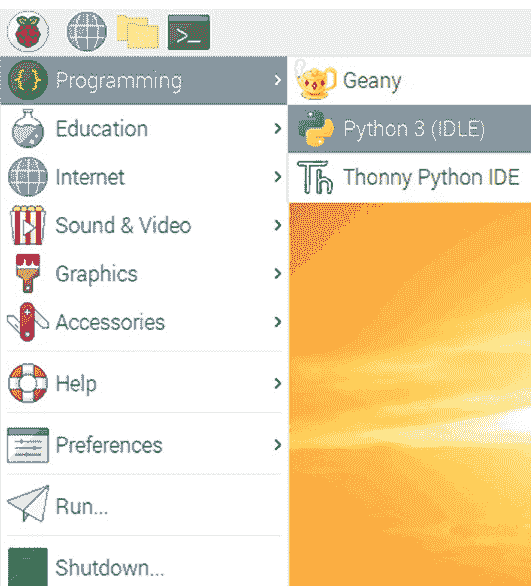 >_
Programming
Geany
Education
Python 3 (IDLE)
Internet
Thonny Python IDE
Sound & Video
Graphics
Accessories
Help
Preferences
Run...
Shutdown...